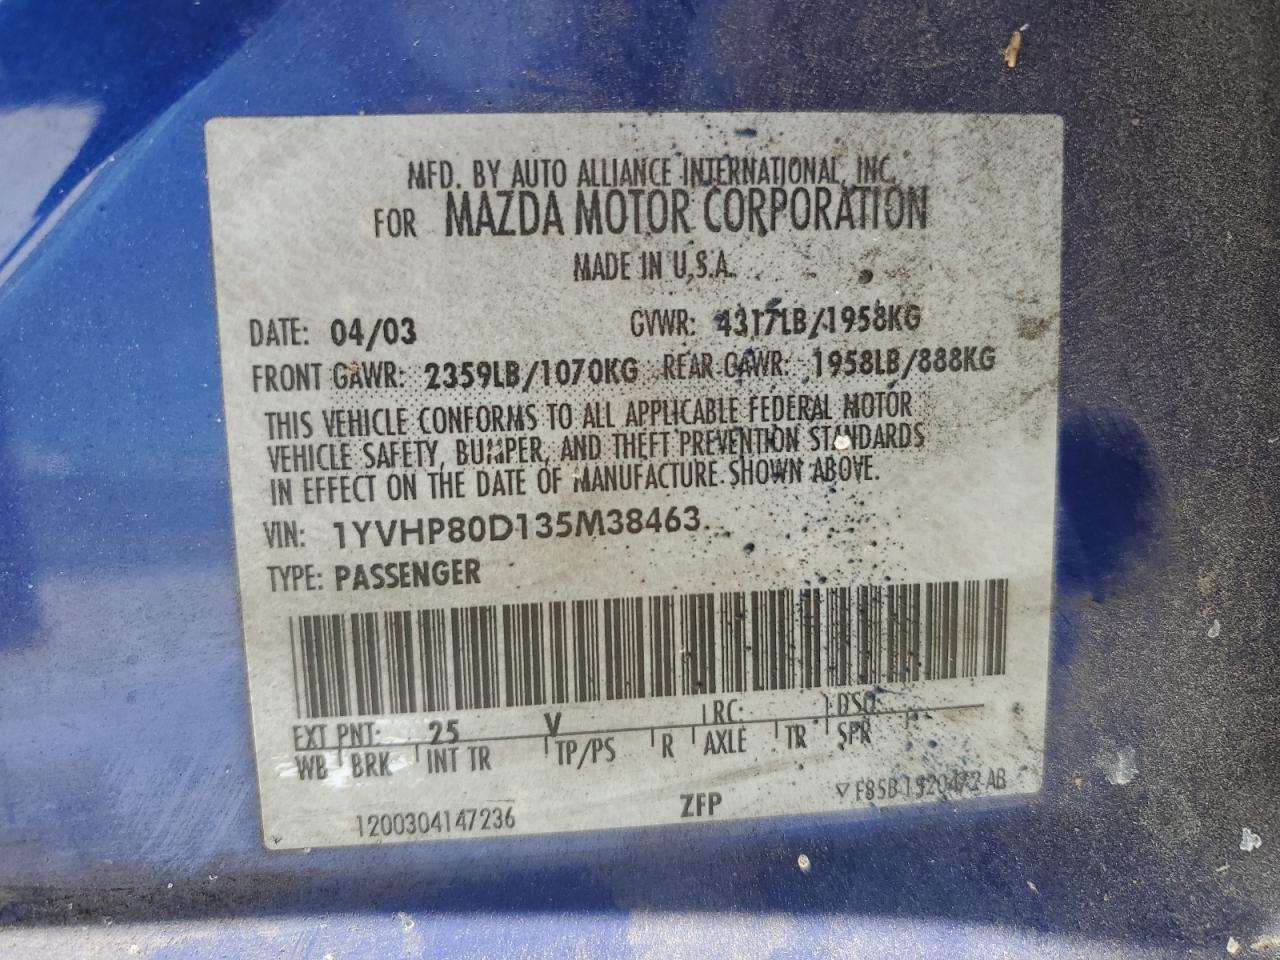 MFD. BY AUTO ALLIANCE INTERNATIONAL, INC.
FOR MAZDA MOTOR CORPORATION
MADE IN U.S.A.
DATE: 04/03 GVWR: 4317LB/1958KG
FRONT GAWR: 2359LB/1070KG REAR GAWR: 1958LB/888KG
THIS VEHICLE CONFORMS TO ALL APPLICABLE FEDERAL MOTOR
VEHICLE SAFETY, BUMPER, AND THEFT PREVENTION STANDARDS
IN EFFECT ON THE DATE OF MANUFACTURE SHOWN ABOVE.
VIN: 1YVHP80D135M38463
TYPE: PASSENGER
EXT PNT: 25 V RC: DSO:
WB BRK INT TR TP/PS R AXLE TR SPR
1200304147236 ZFP